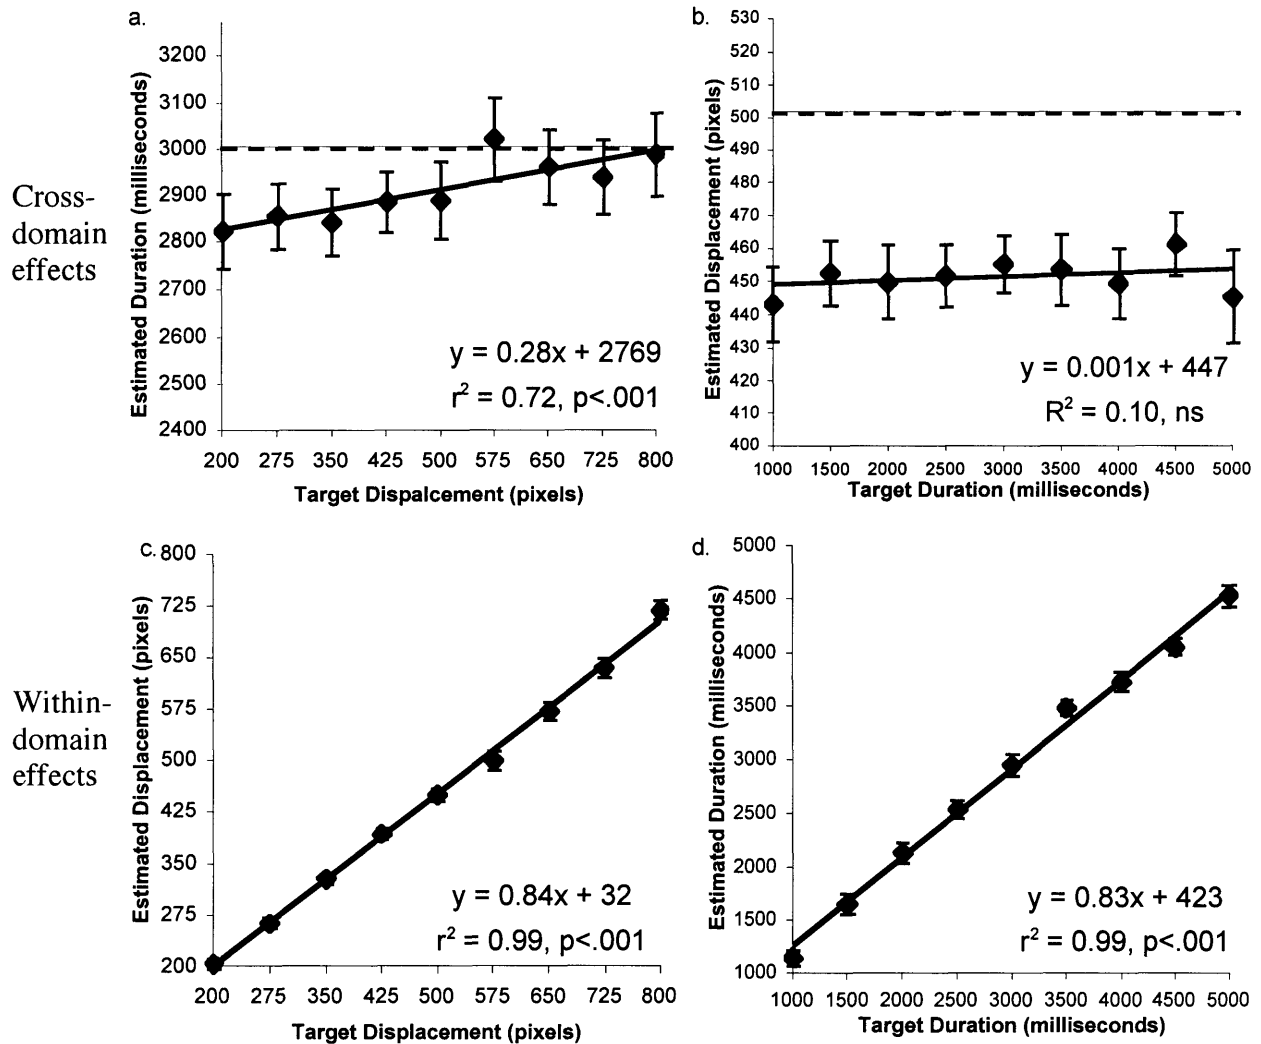 a.
3200
3100
3000
2900
2800
2700
2600
2500
2400
Estimated Duration (milliseconds)
y = 0.28x + 2769
r² = 0.72, p<.001
200 275 350 425 500 575 650 725 800
Target Dispalcement (pixels)
b.
530
520
510
500
490
480
470
460
450
440
430
420
410
400
Estimated Displacement (pixels)
y = 0.001x + 447
R² = 0.10, ns
1000 1500 2000 2500 3000 3500 4000 4500 5000
Target Duration (milliseconds)
Cross-
domain
effects
c.
800
725
650
575
500
425
350
275
200
Estimated Displacement (pixels)
y = 0.84x + 32
r² = 0.99, p<.001
200 275 350 425 500 575 650 725 800
Target Displacement (pixels)
d.
5000
4500
4000
3500
3000
2500
2000
1500
1000
Estimated Duration (milliseconds)
y = 0.83x + 423
r² = 0.99, p<.001
1000 1500 2000 2500 3000 3500 4000 4500 5000
Target Duration (milliseconds)
Within-
domain
effects